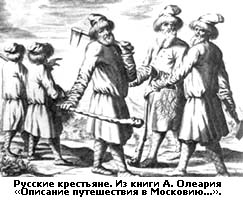 Русские крестьяне. Из книги А. Олеария
«Описание путешествия в Московию...».